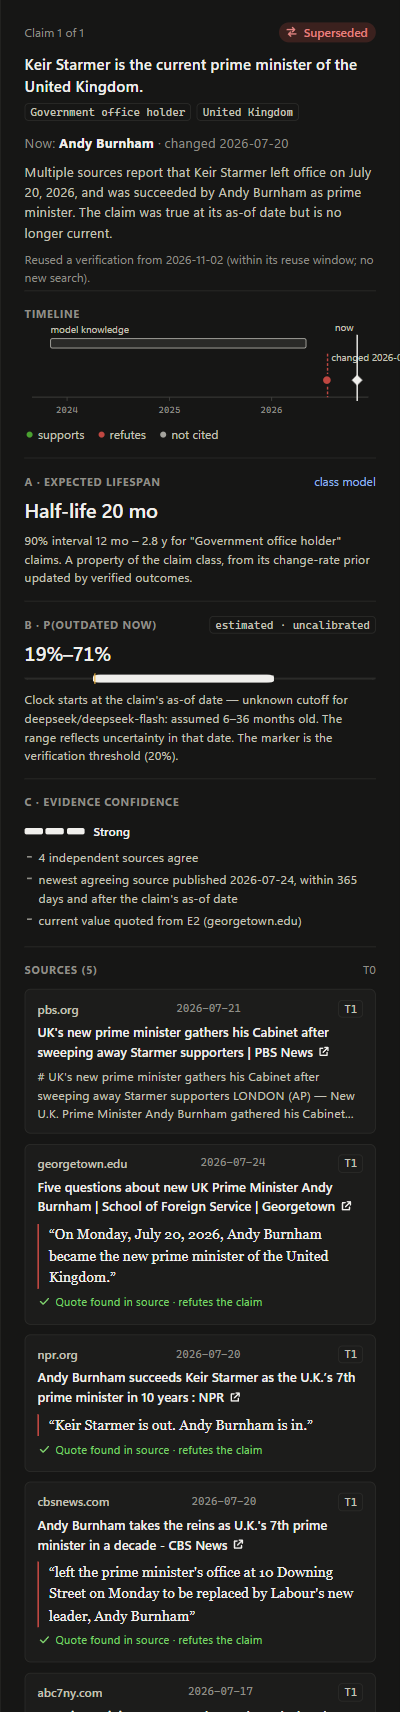 Claim 1 of 1
Superseded
Keir Starmer is the current prime minister of the
United Kingdom.
Government office holder United Kingdom
Now: Andy Burnham · changed 2026-07-20
Multiple sources report that Keir Starmer left office on July
20, 2026, and was succeeded by Andy Burnham as prime
minister. The claim was true at its as-of date but is no
longer current.
Reused a verification from 2026-11-02 (within its reuse window; no
new search).
TIMELINE
model knowledge
now
changed 2026-0
2024 2025 2026
supports refutes not cited
A · EXPECTED LIFESPAN class model
Half-life 20 mo
90% interval 12 mo – 2.8 y for "Government office holder"
claims. A property of the claim class, from its change-rate prior
updated by verified outcomes.
B · P(OUTDATED NOW) estimated · uncalibrated
19%–71%
Clock starts at the claim's as-of date — unknown cutoff for
deepseek/deepseek-flash: assumed 6–36 months old. The
range reflects uncertainty in that date. The marker is the
verification threshold (20%).
C · EVIDENCE CONFIDENCE
Strong
– 4 independent sources agree
– newest agreeing source published 2026-07-24, within 365
days and after the claim's as-of date
– current value quoted from E2 (georgetown.edu)
SOURCES (5) T0
pbs.org 2026-07-21 T1
UK's new prime minister gathers his Cabinet after
sweeping away Starmer supporters | PBS News
# UK's new prime minister gathers his Cabinet after
sweeping away Starmer supporters LONDON (AP) — New
U.K. Prime Minister Andy Burnham gathered his Cabinet...
georgetown.edu 2026-07-24 T1
Five questions about new UK Prime Minister Andy
Burnham | School of Foreign Service | Georgetown
“On Monday, July 20, 2026, Andy Burnham
became the new prime minister of the United
Kingdom.”
Quote found in source · refutes the claim
npr.org 2026-07-20 T1
Andy Burnham succeeds Keir Starmer as the U.K.'s 7th
prime minister in 10 years : NPR
“Keir Starmer is out. Andy Burnham is in.”
Quote found in source · refutes the claim
cbsnews.com 2026-07-20 T1
Andy Burnham takes the reins as U.K.'s 7th prime
minister in a decade - CBS News
“left the prime minister's office at 10 Downing
Street on Monday to be replaced by Labour's new
leader, Andy Burnham”
Quote found in source · refutes the claim
abc7ny.com 2026-07-17 T1